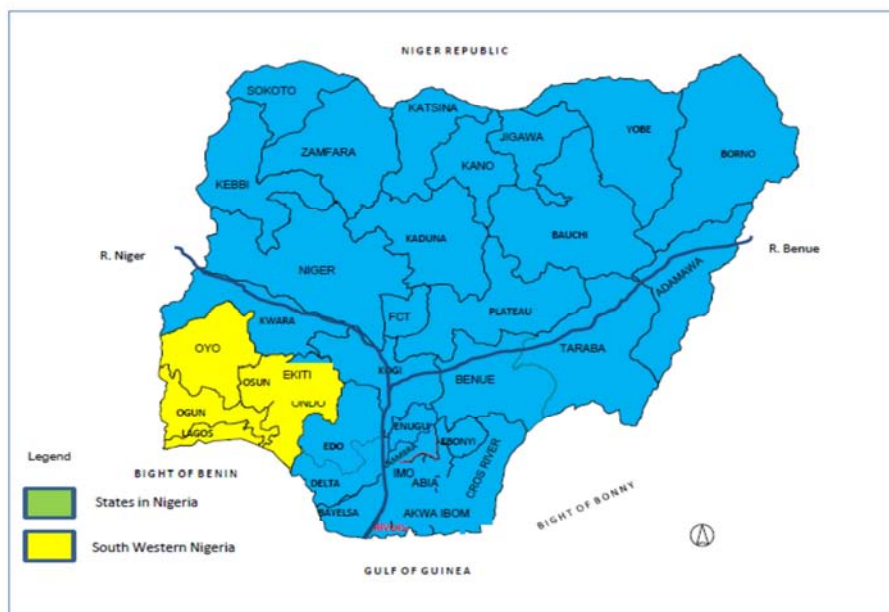 NIGER REPUBLIC
SOKOTO
KATSINA
JIGAWA
YOBE
BORNO
ZAMFARA
KANO
KEBBI
KADUNA
BAUCHI
R. Niger
R. Benue
NIGER
ADAMAWA
KWARA
FCT
PLATEAU
TARABA
OYO
OSUN
EKITI
KOGI
BENUE
ONDO
OGUN
LAGOS
EDO
ENUGU
EBONYI
CROS RIVER
Legend
BIGHT OF BENIN
IMO
ABIA
DELTA
States in Nigeria
BAYELSA
RIVERS
AKWA IBOM
BIGHT OF BONNY
South Western Nigeria
GULF OF GUINEA